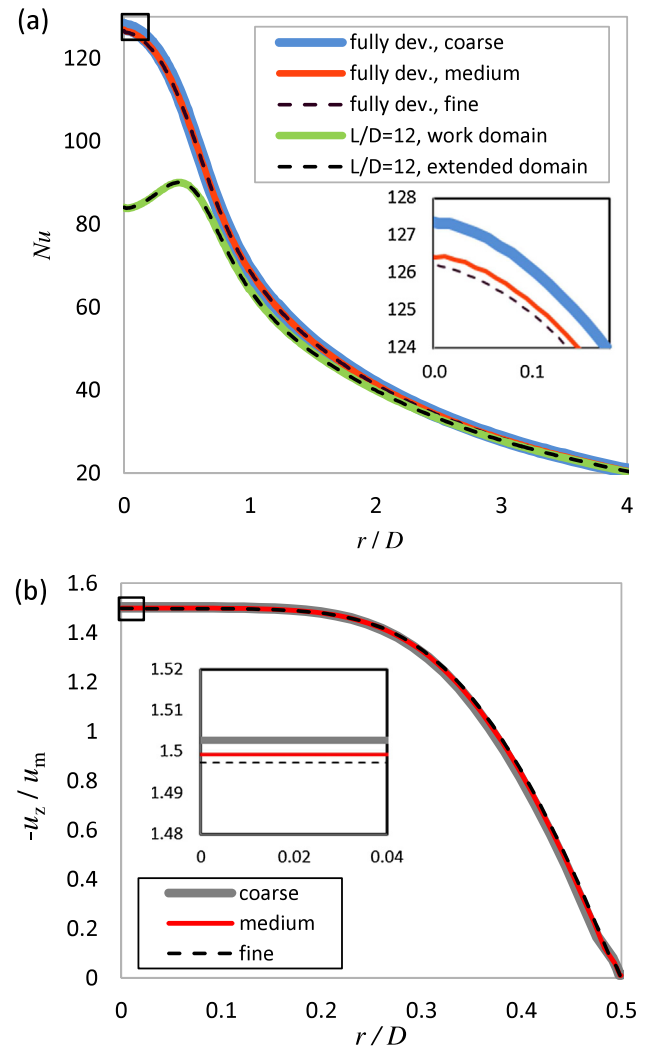 (a)
fully dev., coarse
fully dev., medium
fully dev., fine
L/D=12, work domain
L/D=12, extended domain
120
100
80
60
40
20
Nu
128
127
126
125
124
0.0 0.1
0 1 2 3 4
r / D
(b)
1.6
1.4
1.2
1
0.8
0.6
0.4
0.2
0
-uz / um
1.52
1.51
1.5
1.49
1.48
0 0.02 0.04
coarse
medium
fine
0 0.1 0.2 0.3 0.4 0.5
r / D